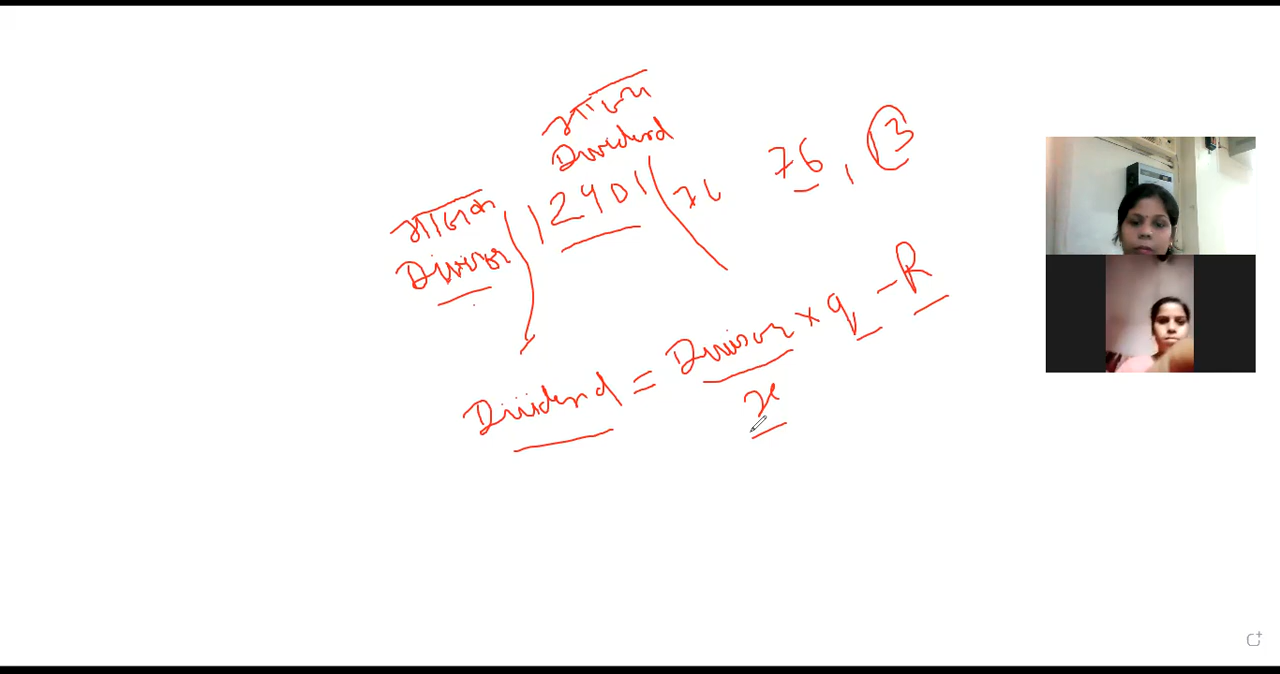 भाज्य
Dividend
भाजक
Divisor
) 12401 ( 76
76, 13
Dividend = Divisor × q - R
x